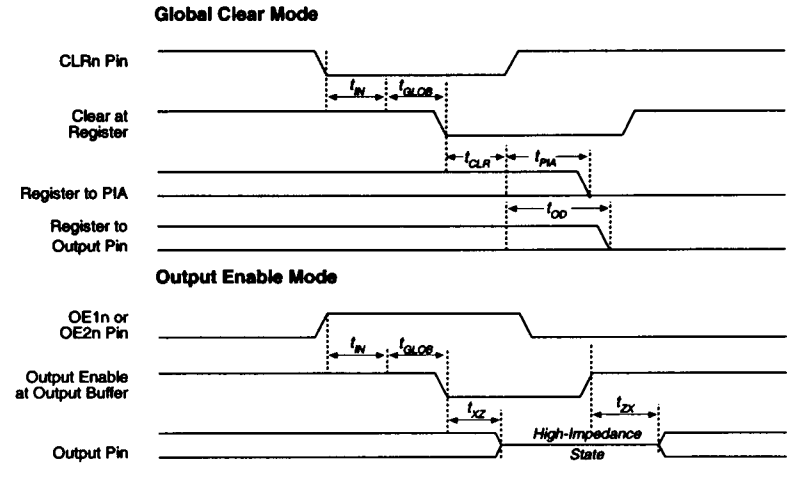 Global Clear Mode
CLRn Pin
tIN
tGLOB
Clear at
Register
tCLR
tPIA
Register to PIA
tOD
Register to
Output Pin
Output Enable Mode
OE1n or
OE2n Pin
tIN
tGLOB
Output Enable
at Output Buffer
tXZ
tZX
High-Impedance
State
Output Pin